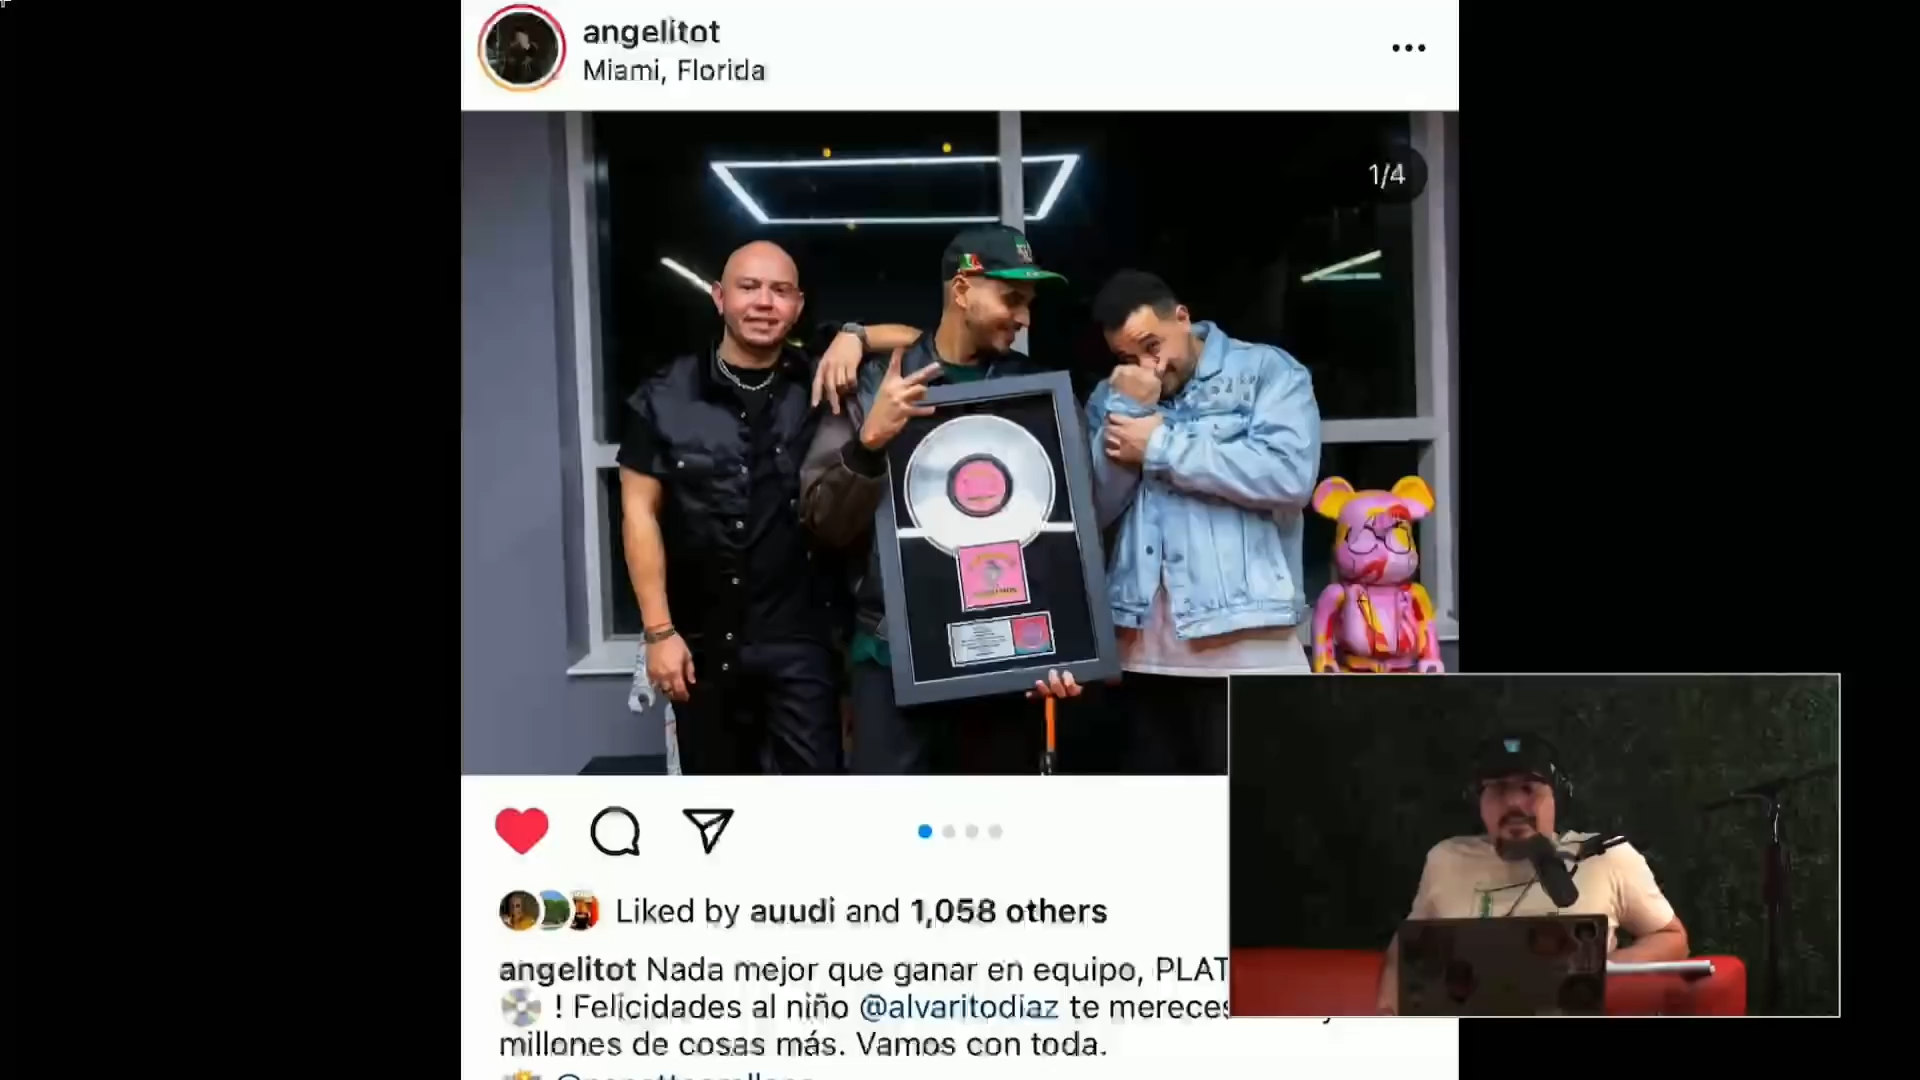 angelitot
Miami, Florida
1/4
Liked by auudi and 1,058 others
angelitot Nada mejor que ganar en equipo, PLAT
! Felicidades al niño @alvaritodiaz te mereces
millones de cosas más. Vamos con toda.